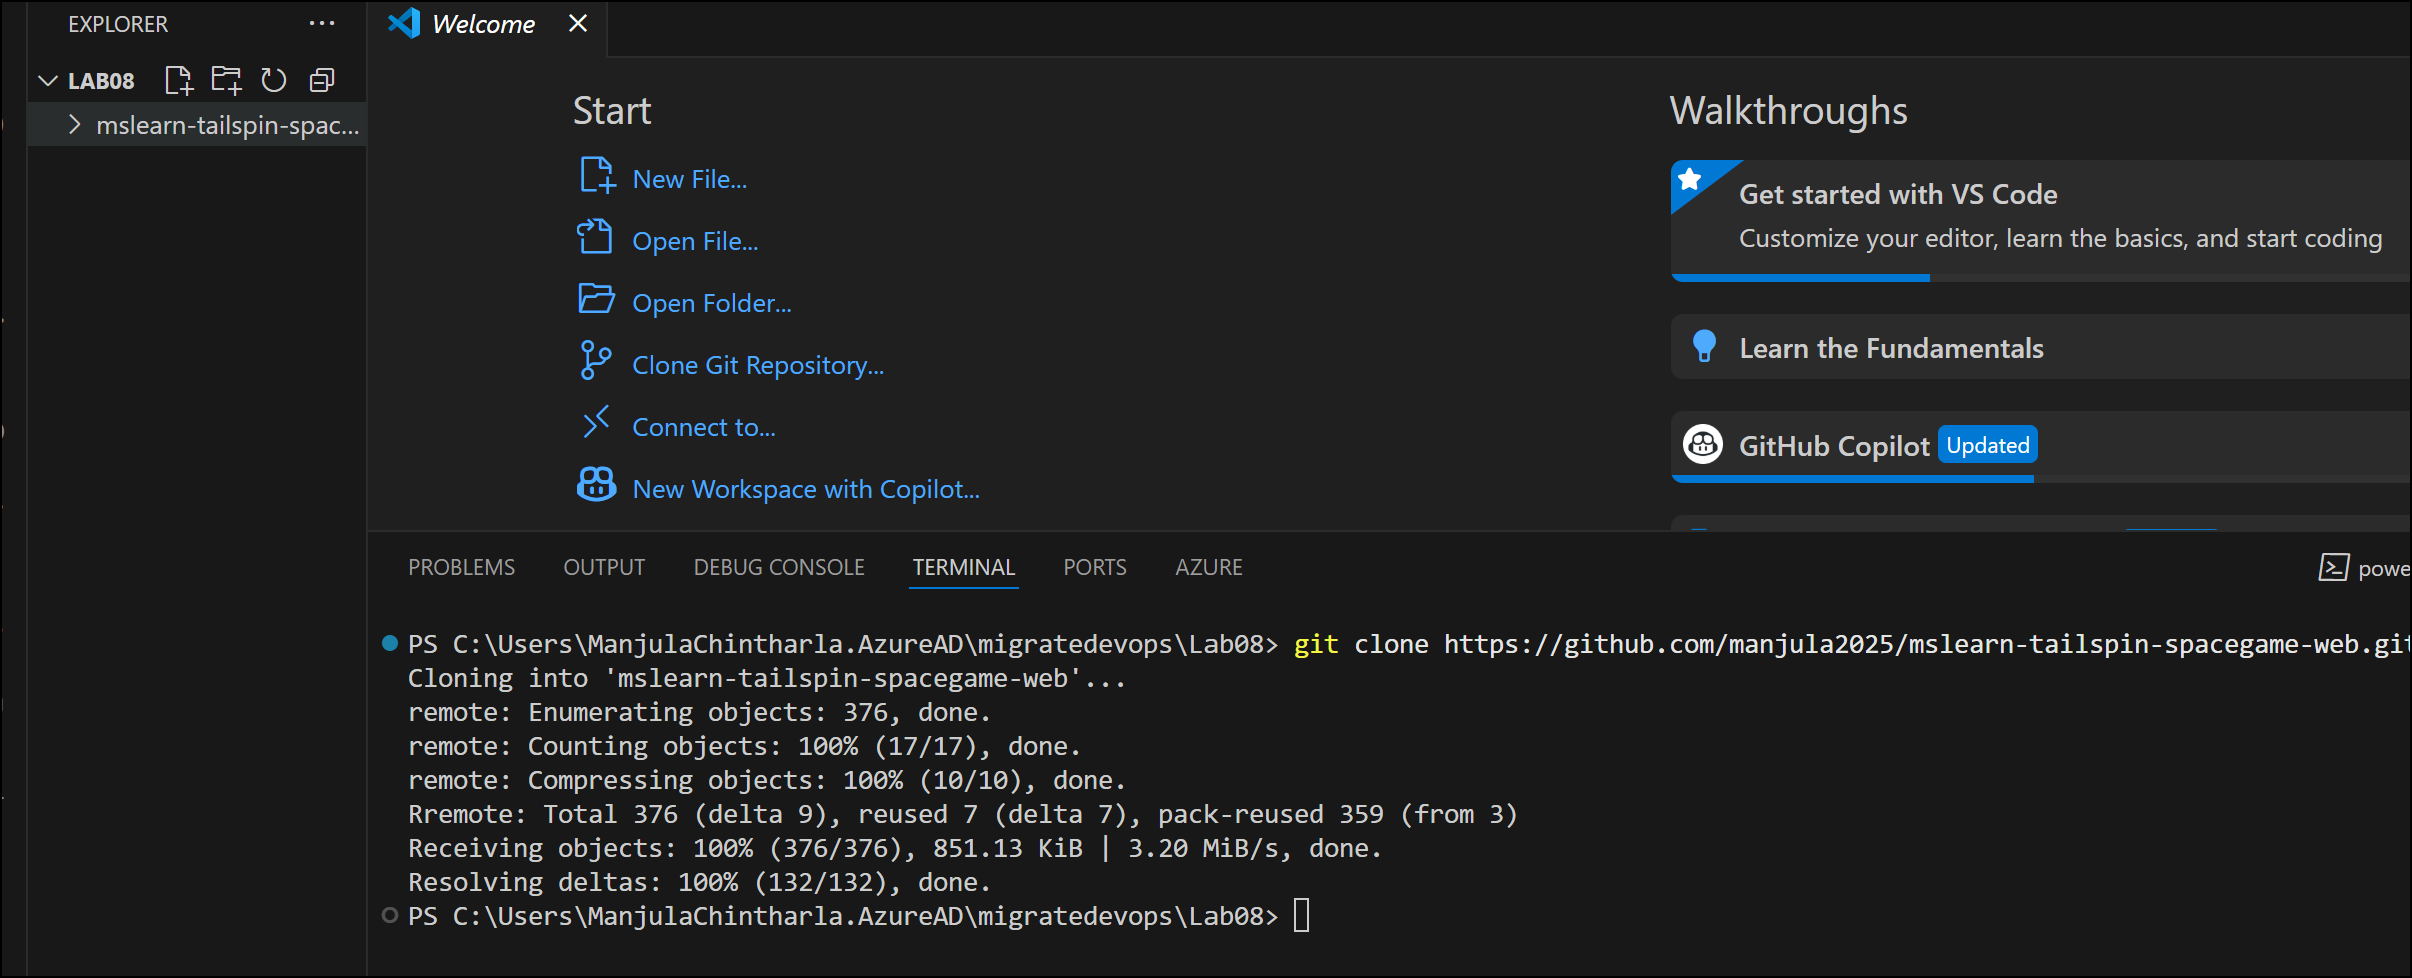 EXPLORER
LAB08
mslearn-tailspin-spac...
Welcome
Start
New File...
Open File...
Open Folder...
Clone Git Repository...
Connect to...
New Workspace with Copilot...
Walkthroughs
Get started with VS Code
Customize your editor, learn the basics, and start coding
Learn the Fundamentals
GitHub Copilot Updated
PROBLEMS OUTPUT DEBUG CONSOLE TERMINAL PORTS AZURE powe
PS C:\Users\ManjulaChintharla.AzureAD\migratedevops\Lab08> git clone https://github.com/manjula2025/mslearn-tailspin-spacegame-web.git
Cloning into 'mslearn-tailspin-spacegame-web'...
remote: Enumerating objects: 376, done.
remote: Counting objects: 100% (17/17), done.
remote: Compressing objects: 100% (10/10), done.
Rremote: Total 376 (delta 9), reused 7 (delta 7), pack-reused 359 (from 3)
Receiving objects: 100% (376/376), 851.13 KiB | 3.20 MiB/s, done.
Resolving deltas: 100% (132/132), done.
PS C:\Users\ManjulaChintharla.AzureAD\migratedevops\Lab08>